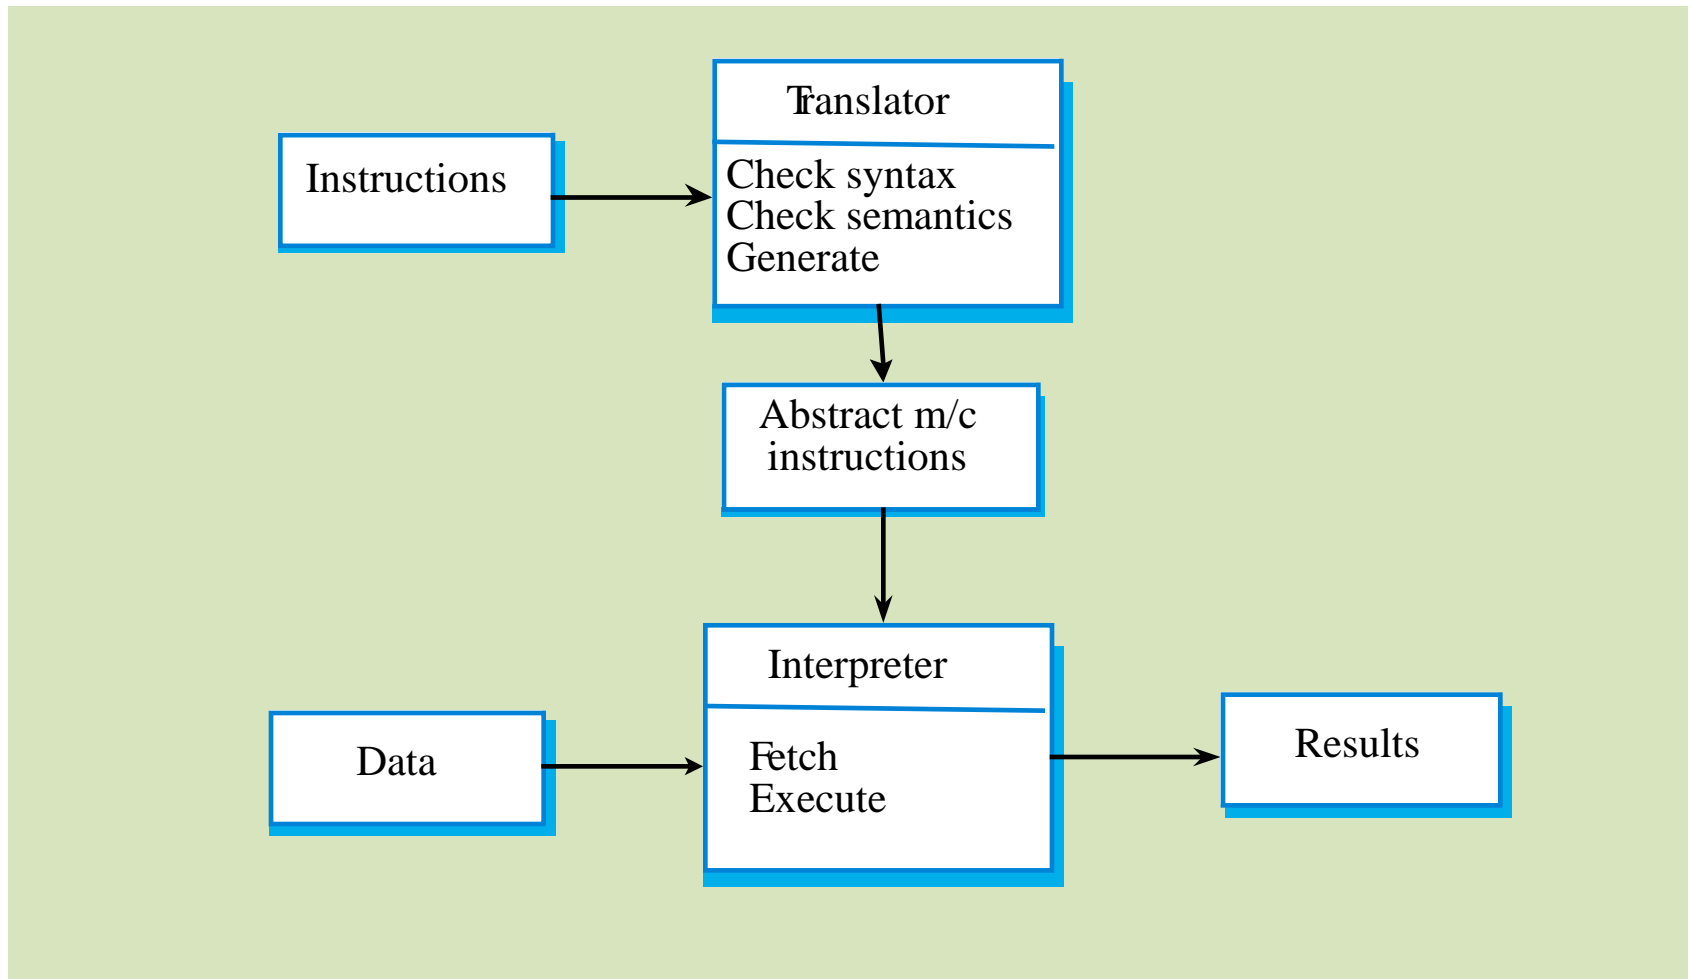 Translator
Instructions
Check syntax
Check semantics
Generate
Abstract m/c
instructions
Interpreter
Data
Fetch
Execute
Results